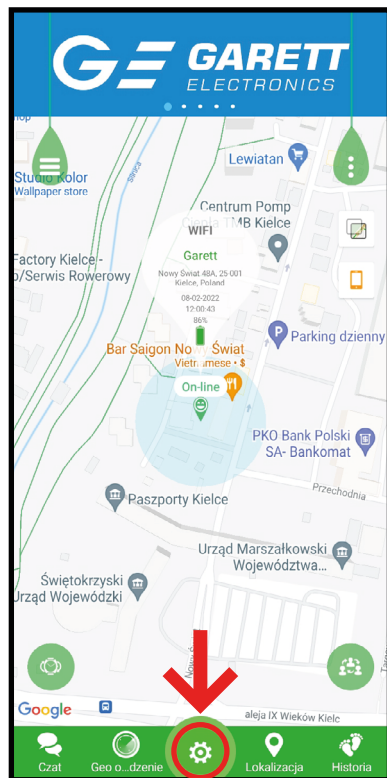 GARETT
ELECTRONICS
Lewiatan
Studio Kolor
Wallpaper store
Centrum Pomp
Ciepła TMB Kielce
WIFI
Garett
Nowy Świat 48A, 25 001
Kielce, Poland
08-02-2022
12:00:43
86%
Factory Kielce -
p/Serwis Rowerowy
Parking dzienny
Bar Saigon No Świat
Vietnamese • $
On-line
PKO Bank Polski
SA- Bankomat
Przechodnia
Paszporty Kielce
Urząd Marszałkowski
Województwa...
Świętokrzyski
Urząd Wojewódzki
Nowy
Google
aleja IX Wieków Kielc
Czat
Geo o...dzenie
Lokalizacja
Historia